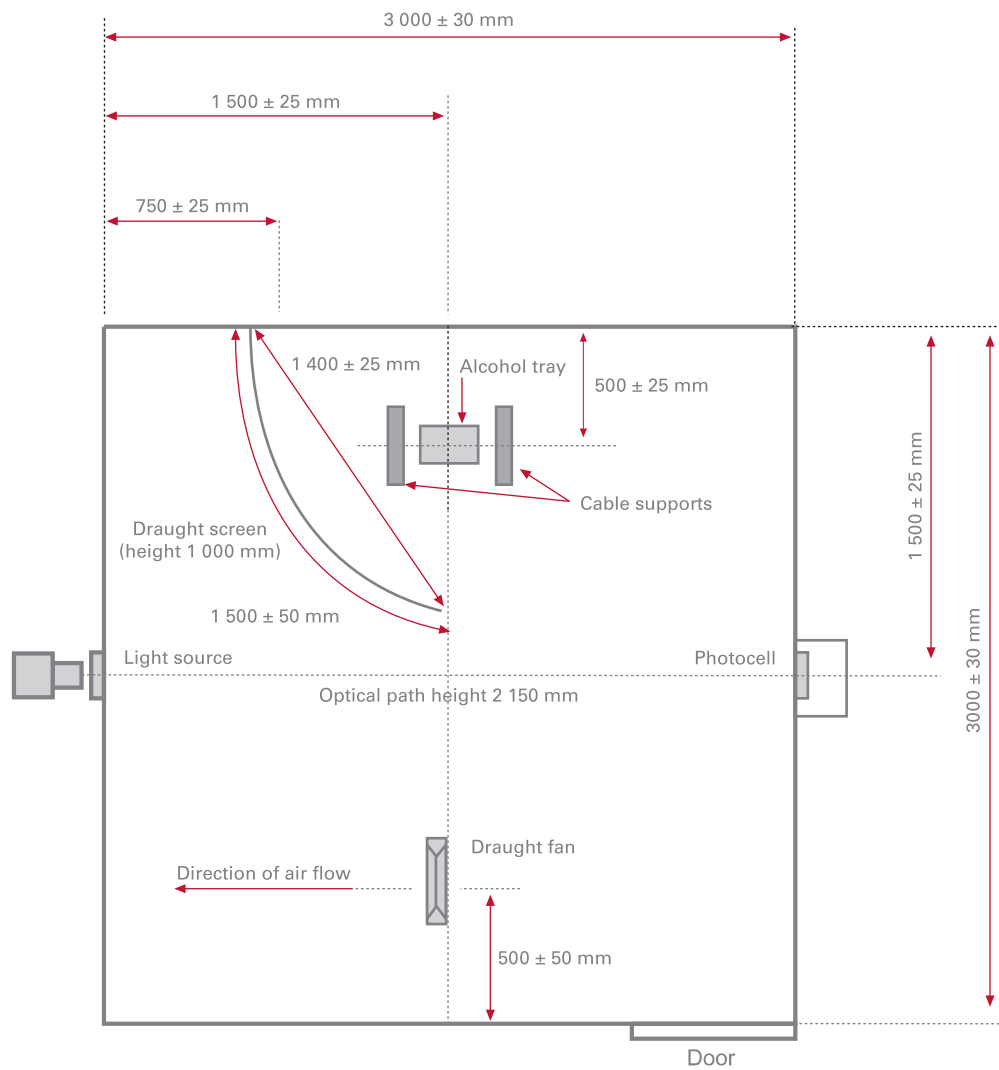 3 000 ± 30 mm
1 500 ± 25 mm
750 ± 25 mm
1 400 ± 25 mm
Alcohol tray
500 ± 25 mm
1 500 ± 25 mm
Cable supports
Draught screen
(height 1 000 mm)
1 500 ± 50 mm
Light source
Photocell
3000 ± 30 mm
Optical path height 2 150 mm
Draught fan
Direction of air flow
500 ± 50 mm
Door